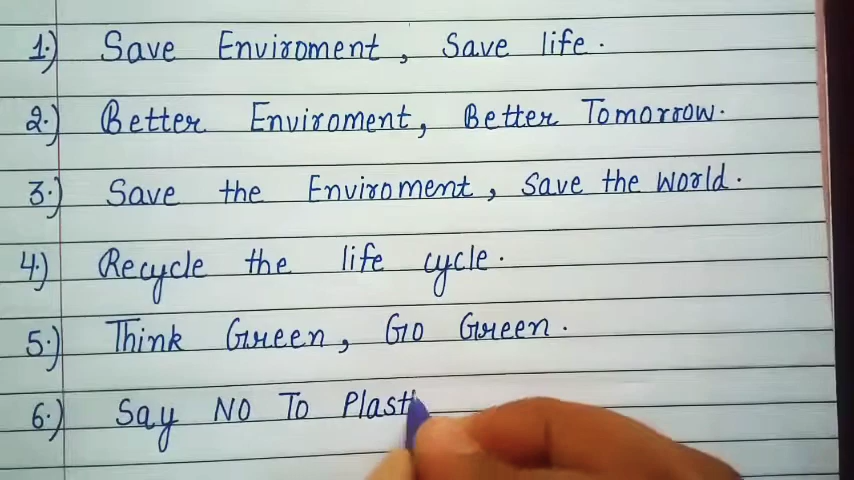 1.) Save Enviroment, Save life.
2.) Better Enviroment, Better Tomorrow.
3.) Save the Enviroment, save the world.
4.) Recycle the life cycle.
5.) Think Green, Go Green.
6.) Say NO To Plast